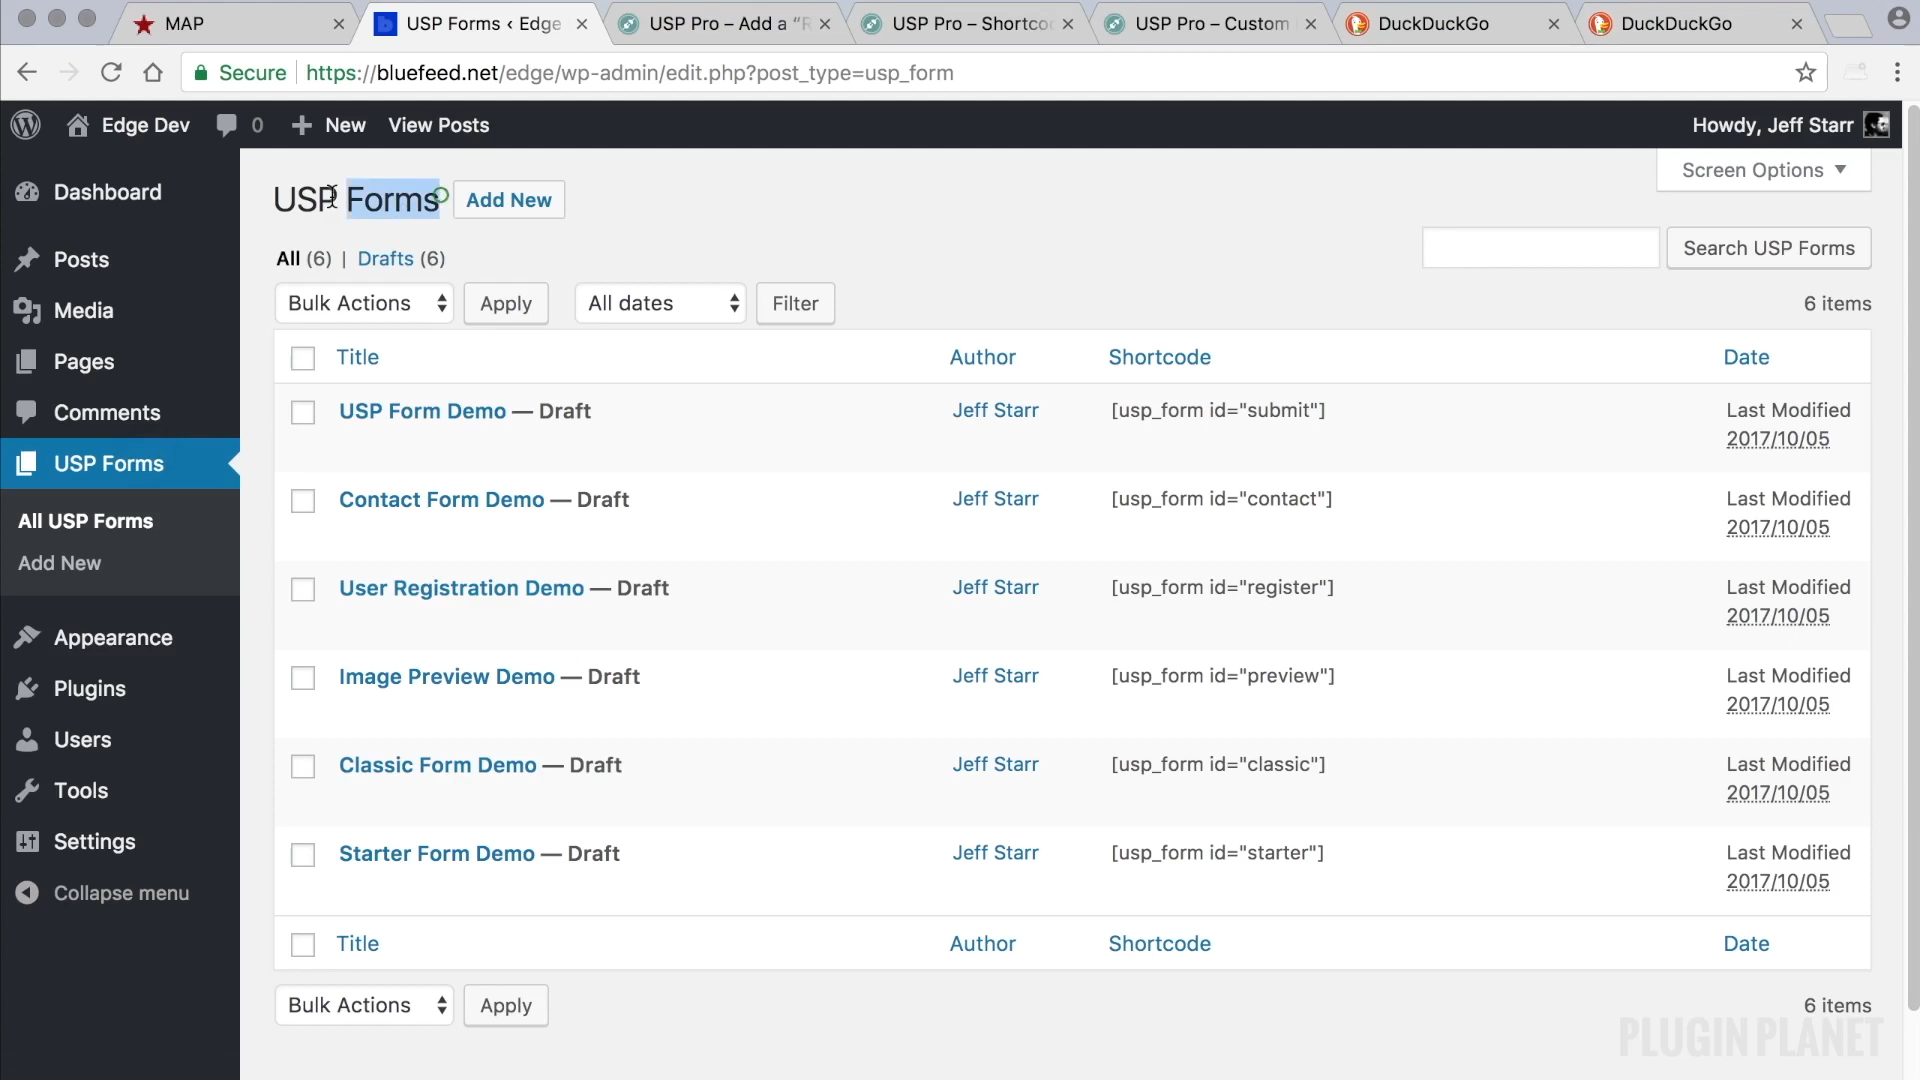 MAP
USP Forms ‹ Edge
USP Pro – Add a “R
USP Pro – Shortco
USP Pro – Custom
DuckDuckGo
DuckDuckGo
Secure
https://bluefeed.net/edge/wp-admin/edit.php?post_type=usp_form
Edge Dev
0
New
View Posts
Howdy, Jeff Starr
Dashboard
Posts
Media
Pages
Comments
USP Forms
All USP Forms
Add New
Appearance
Plugins
Users
Tools
Settings
Collapse menu
Screen Options
USP Forms
Add New
All (6) | Drafts (6)
Search USP Forms
Bulk Actions Apply All dates Filter
6 items
Title Author Shortcode Date
USP Form Demo — Draft Jeff Starr [usp_form id="submit"] Last Modified
2017/10/05
Contact Form Demo — Draft Jeff Starr [usp_form id="contact"] Last Modified
2017/10/05
User Registration Demo — Draft Jeff Starr [usp_form id="register"] Last Modified
2017/10/05
Image Preview Demo — Draft Jeff Starr [usp_form id="preview"] Last Modified
2017/10/05
Classic Form Demo — Draft Jeff Starr [usp_form id="classic"] Last Modified
2017/10/05
Starter Form Demo — Draft Jeff Starr [usp_form id="starter"] Last Modified
2017/10/05
Title Author Shortcode Date
Bulk Actions Apply
6 items
PLUGIN PLANET